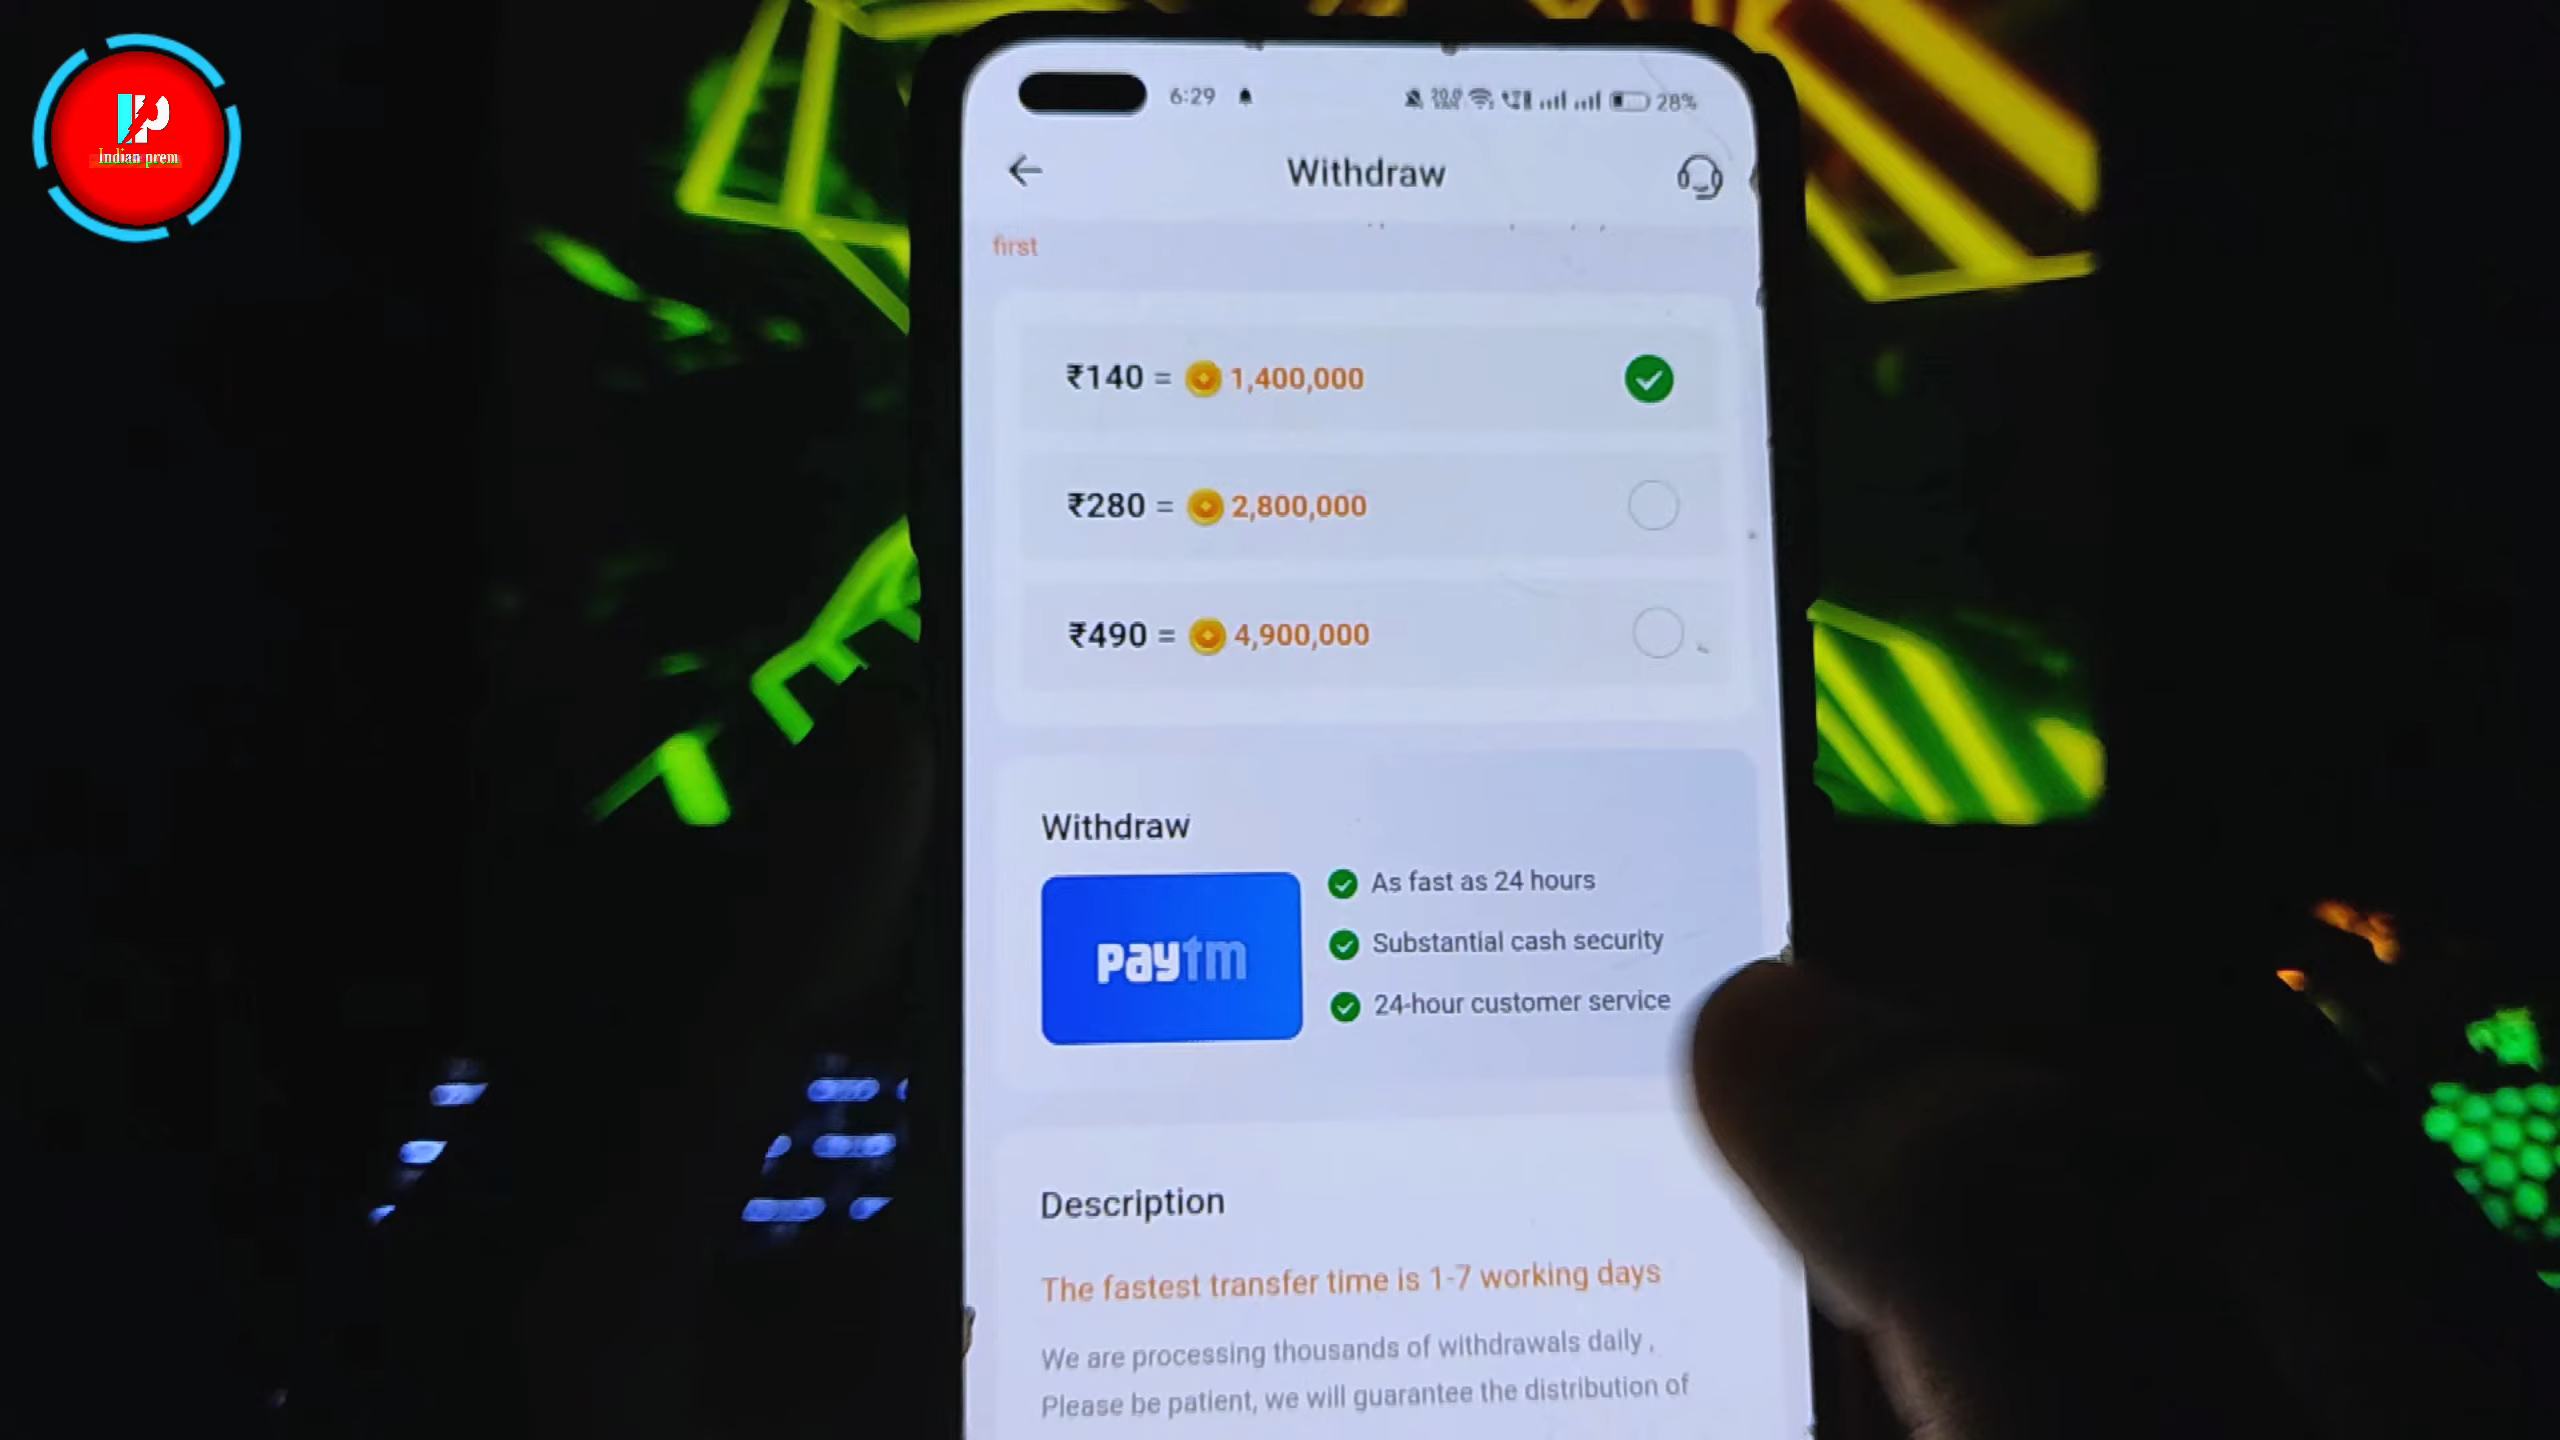 IP
Indian prem
6:29
28%
Withdraw
first
₹140 = 1,400,000
₹280 = 2,800,000
₹490 = 4,900,000
Withdraw
paytm
As fast as 24 hours
Substantial cash security
24-hour customer service
Description
The fastest transfer time is 1-7 working days
We are processing thousands of withdrawals daily ,
Please be patient, we will guarantee the distribution of